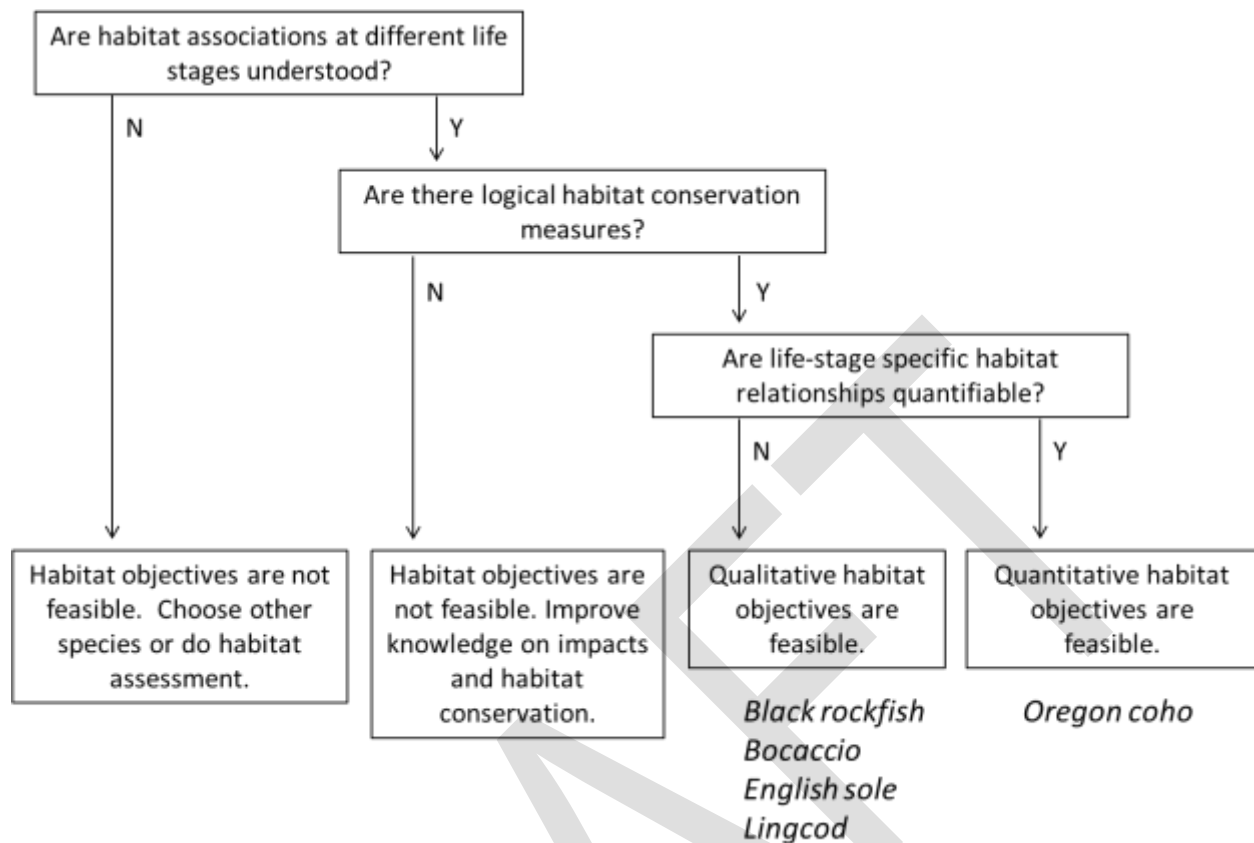 Are habitat associations at different life
stages understood?
N
Y
Are there logical habitat conservation
measures?
N
Y
Are life-stage specific habitat
relationships quantifiable?
N
Y
Habitat objectives are not
feasible.  Choose other
species or do habitat
assessment.
Habitat objectives are
not feasible. Improve
knowledge on impacts
and habitat
conservation.
Qualitative habitat
objectives are
feasible.
Quantitative habitat
objectives are
feasible.
Black rockfish
Bocaccio
English sole
Lingcod
Oregon coho